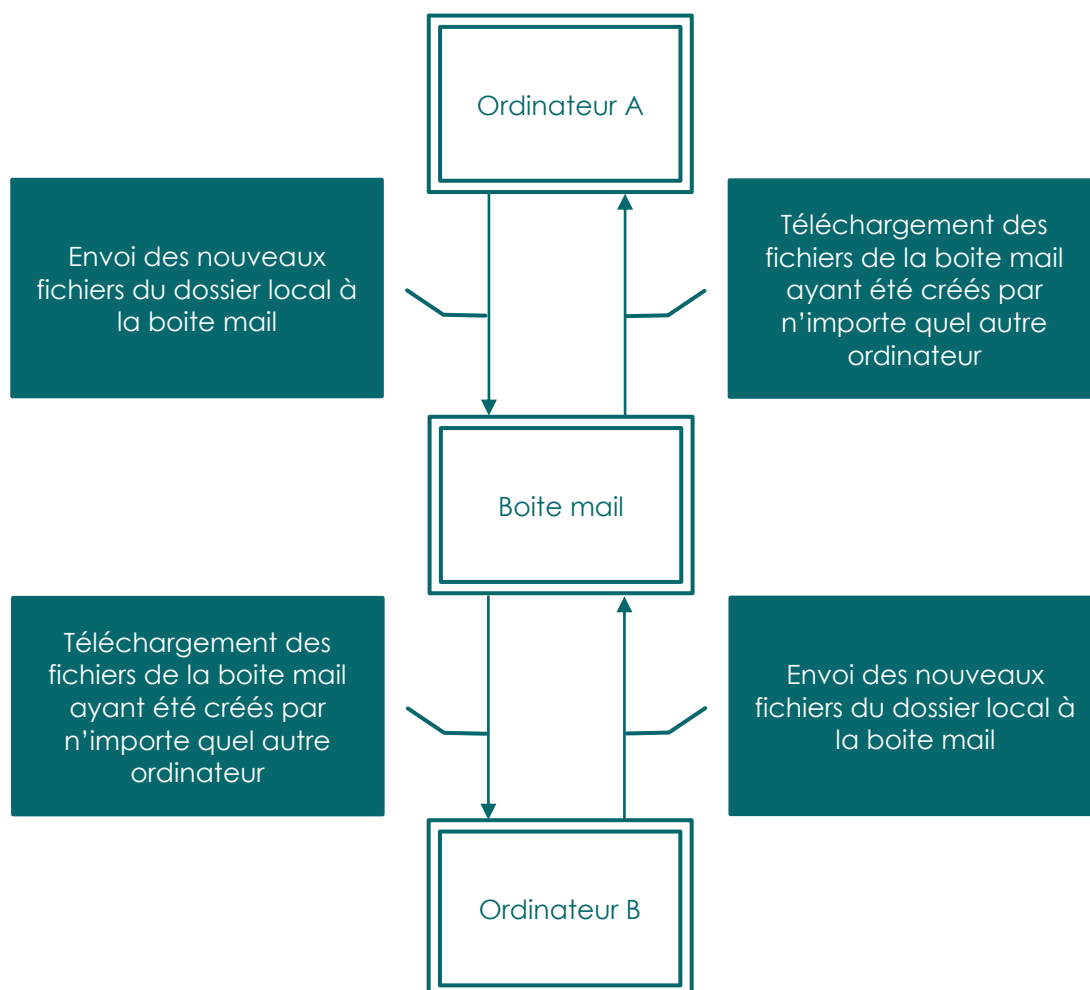 Ordinateur A
Envoi des nouveaux
fichiers du dossier local à
la boite mail
Téléchargement des
fichiers de la boite mail
ayant été créés par
n’importe quel autre
ordinateur
Boite mail
Téléchargement des
fichiers de la boite mail
ayant été créés par
n’importe quel autre
ordinateur
Envoi des nouveaux
fichiers du dossier local à
la boite mail
Ordinateur B